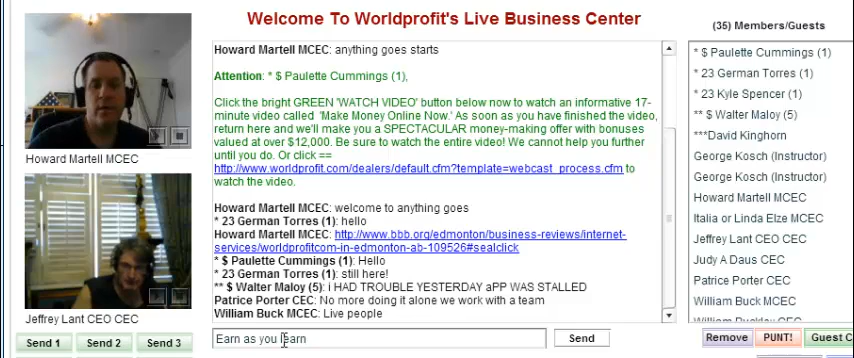 Welcome To Worldprofit's Live Business Center
(35) Members/Guests
Howard Martell MCEC: anything goes starts
Attention: * $ Paulette Cummings (1),
Click the bright GREEN 'WATCH VIDEO' button below now to watch an informative 17-
minute video called 'Make Money Online Now.' As soon as you have finished the video,
return here and we'll make you a SPECTACULAR money-making offer with bonuses
valued at over $12,000. Be sure to watch the entire video! We cannot help you further
until you do. Or click ==
http://www.worldprofit.com/dealers/default.cfm?template=webcast_process.cfm to
watch the video.
Howard Martell MCEC: welcome to anything goes
* 23 German Torres (1): hello
Howard Martell MCEC: http://www.bbb.org/edmonton/business-reviews/internet-
services/worldprofitcom-in-edmonton-ab-109526#sealclick
* $ Paulette Cummings (1): Hello
* 23 German Torres (1): still here!
** $ Walter Maloy (5): i HAD TROUBLE YESTERDAY aPP WAS STALLED
Patrice Porter CEC: No more doing it alone we work with a team
William Buck MCEC: Live people
Earn as you learn
Send
Howard Martell MCEC
Jeffrey Lant CEO CEC
Send 1
Send 2
Send 3
* $ Paulette Cummings (1)
* 23 German Torres (1)
* 23 Kyle Spencer (1)
** $ Walter Maloy (5)
***David Kinghorn
George Kosch (Instructor)
George Kosch (Instructor)
Howard Martell MCEC
Italia or Linda Elze MCEC
Jeffrey Lant CEO CEC
Judy A Daus CEC
Patrice Porter CEC
William Buck MCEC
Remove
PUNT!
Guest C